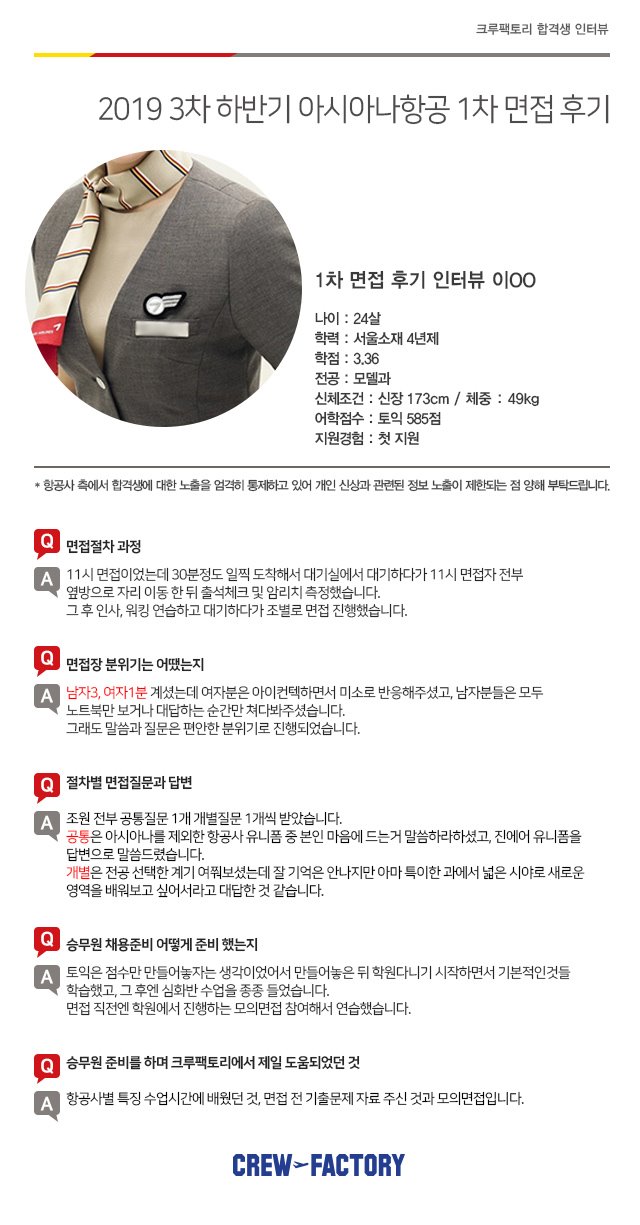 크루팩토리 합격생 인터뷰
2019 3차 하반기 아시아나항공 1차 면접 후기
1차 면접 후기 인터뷰 이OO
나이 : 24살
학력 : 서울소재 4년제
학점 : 3.36
전공 : 모델과
신체조건 : 신장 173cm / 체중 : 49kg
어학점수 : 토익 585점
지원경험 : 첫 지원
* 항공사 측에서 합격생에 대한 노출을 엄격히 통제하고 있어 개인 신상과 관련된 정보 노출이 제한되는 점 양해 부탁드립니다.
Q 면접절차 과정
A 11시 면접이었는데 30분정도 일찍 도착해서 대기실에서 대기하다가 11시 면접자 전부
옆방으로 자리 이동 한 뒤 출석체크 및 암리치 측정했습니다.
그 후 인사, 워킹 연습하고 대기하다가 조별로 면접 진행했습니다.
Q 면접장 분위기는 어땠는지
A 남자3, 여자1분 계셨는데 여자분은 아이컨텍하면서 미소로 반응해주셨고, 남자분들은 모두
노트북만 보거나 대답하는 순간만 쳐다봐주셨습니다.
그래도 말씀과 질문은 편안한 분위기로 진행되었습니다.
Q 절차별 면접질문과 답변
A 조원 전부 공통질문 1개 개별질문 1개씩 받았습니다.
공통은 아시아나를 제외한 항공사 유니폼 중 본인 마음에 드는거 말씀하라하셨고, 진에어 유니폼을
답변으로 말씀드렸습니다.
개별은 전공 선택한 계기 여쭤보셨는데 잘 기억은 안나지만 아마 특이한 과에서 넓은 시야로 새로운
영역을 배워보고 싶어서라고 대답한 것 같습니다.
Q 승무원 채용준비 어떻게 준비 했는지
A 토익은 점수만 만들어놓자는 생각이었어서 만들어놓은 뒤 학원다니기 시작하면서 기본적인것들
학습했고, 그 후엔 심화반 수업을 종종 들었습니다.
면접 직전엔 학원에서 진행하는 모의면접 참여해서 연습했습니다.
Q 승무원 준비를 하며 크루팩토리에서 제일 도움되었던 것
A 항공사별 특징 수업시간에 배웠던 것, 면접 전 기출문제 자료 주신 것과 모의면접입니다.
CREW FACTORY